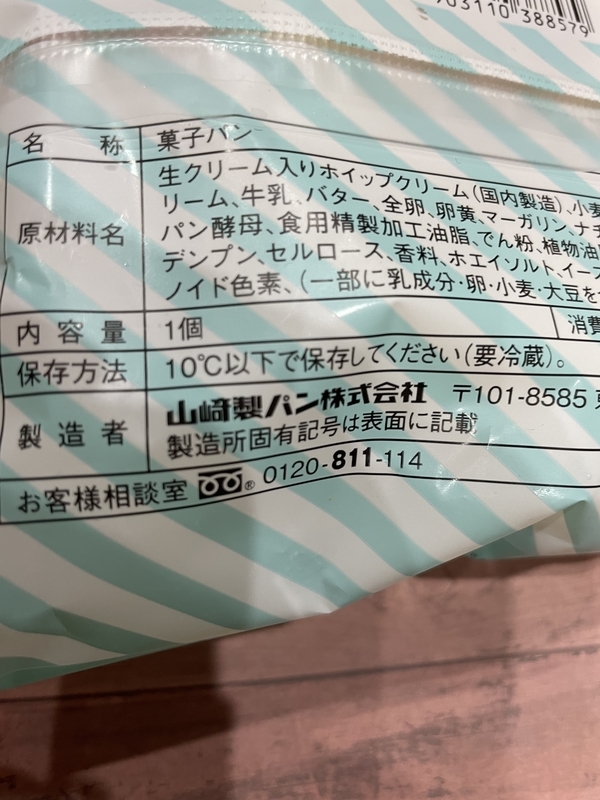 903110 388579
名 称 菓子パン
原材料名
生クリーム入りホイップクリーム(国内製造)、小麦
リーム、牛乳、バター、全卵、卵黄、マーガリン、ナチ
パン酵母、食用精製加工油脂、でん粉、植物油
デンプン、セルロース、香料、ホエイソルト、イース
ノイド色素、(一部に乳成分・卵・小麦・大豆を
内 容 量 1個 消費
保存方法 10℃以下で保存してください(要冷蔵)。
製 造 者 山崎製パン株式会社 〒101-8585
製造所固有記号は表面に記載
お客様相談室 ® 0120-811-114